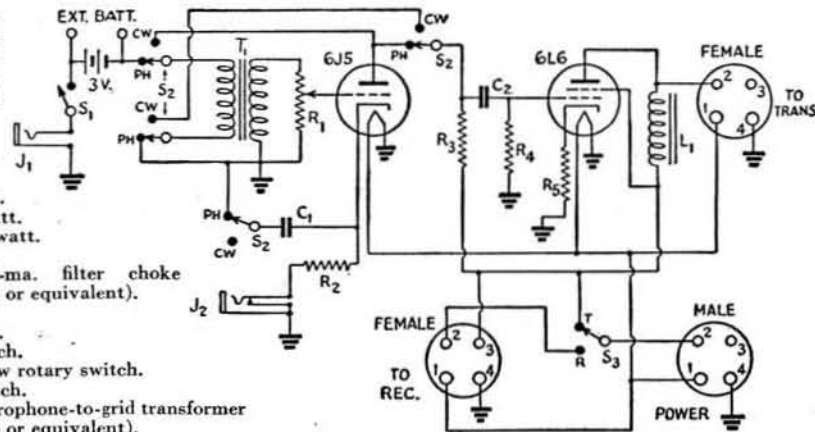 EXT. BATT.
CW
CW
T1
6J5
PH
S2
6L6
FEMALE
PH
S2
3 V.
S2
CW
R1
C2
2
3
1
4
TO TRANS
S1
PH
R3
R4
L1
J1
R5
PH
S2
C1
CW
R2
J2
FEMALE
2
3
1
4
TO REC.
T
R
S3
MALE
2
3
1
4
POWER
att.
watt.
-ma. filter choke
or equivalent).
ch.
w rotary switch.
ch.
rophone-to-grid transformer
or equivalent).